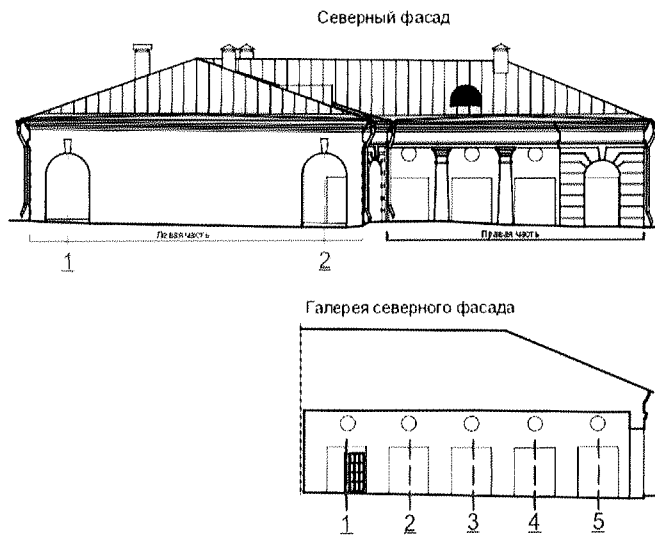 Северный фасад
Левая часть
Правая часть
1 2
Галерея северного фасада
1 2 3 4 5